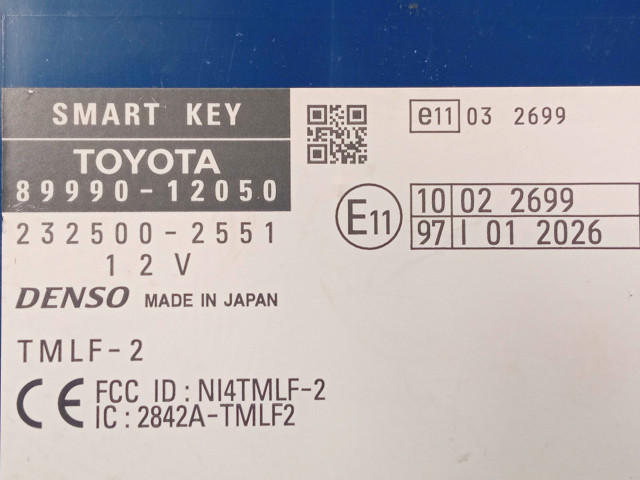 SMART KEY
TOYOTA
89990-12050
232500-2551
12V
DENSO MADE IN JAPAN
TMLF-2
CE FCC ID : NI4TMLF-2
IC : 2842A-TMLF2
e11 03 2699
E11
10 02 2699
97 I 01 2026